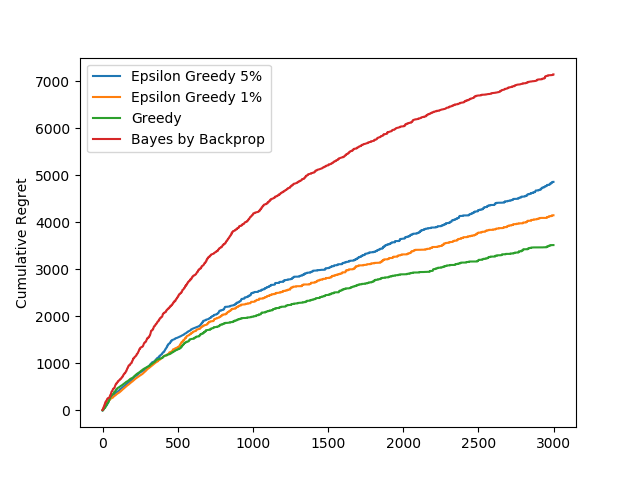 Epsilon Greedy 5%
Epsilon Greedy 1%
Greedy
Bayes by Backprop
Cumulative Regret
7000
6000
5000
4000
3000
2000
1000
0
0 500 1000 1500 2000 2500 3000